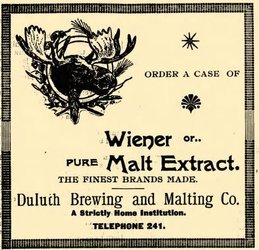 ORDER A CASE OF
Wiener or..
PURE Malt Extract.
THE FINEST BRANDS MADE.
Duluth Brewing and Malting Co.
A Strictly Home Institution.
TELEPHONE 241.